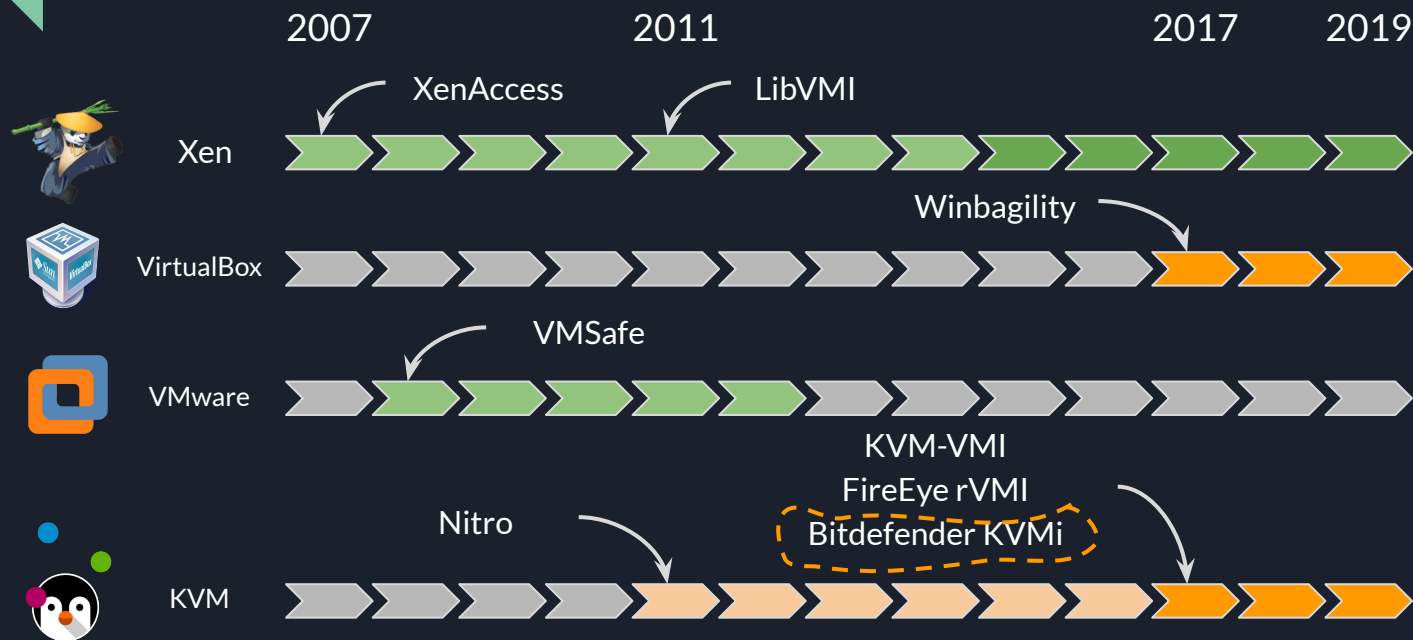 2007 2011 2017 2019
XenAccess LibVMI
Xen
Winbagility
VirtualBox
VMSafe
VMware
KVM-VMI
FireEye rVMI
Nitro
Bitdefender KVMi
KVM